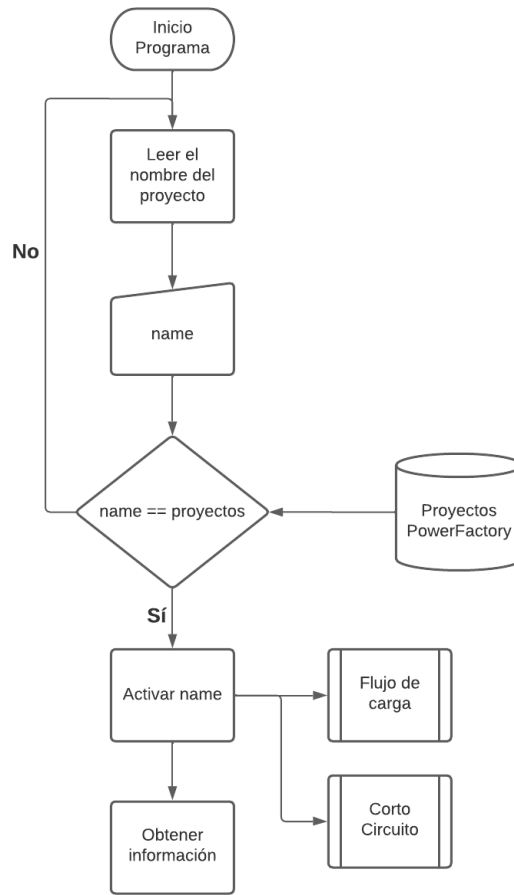 Inicio
Programa
Leer el
nombre del
proyecto
No
name
name == proyectos
Proyectos
PowerFactory
Sí
Activar name
Flujo de
carga
Obtener
información
Corto
Circuito